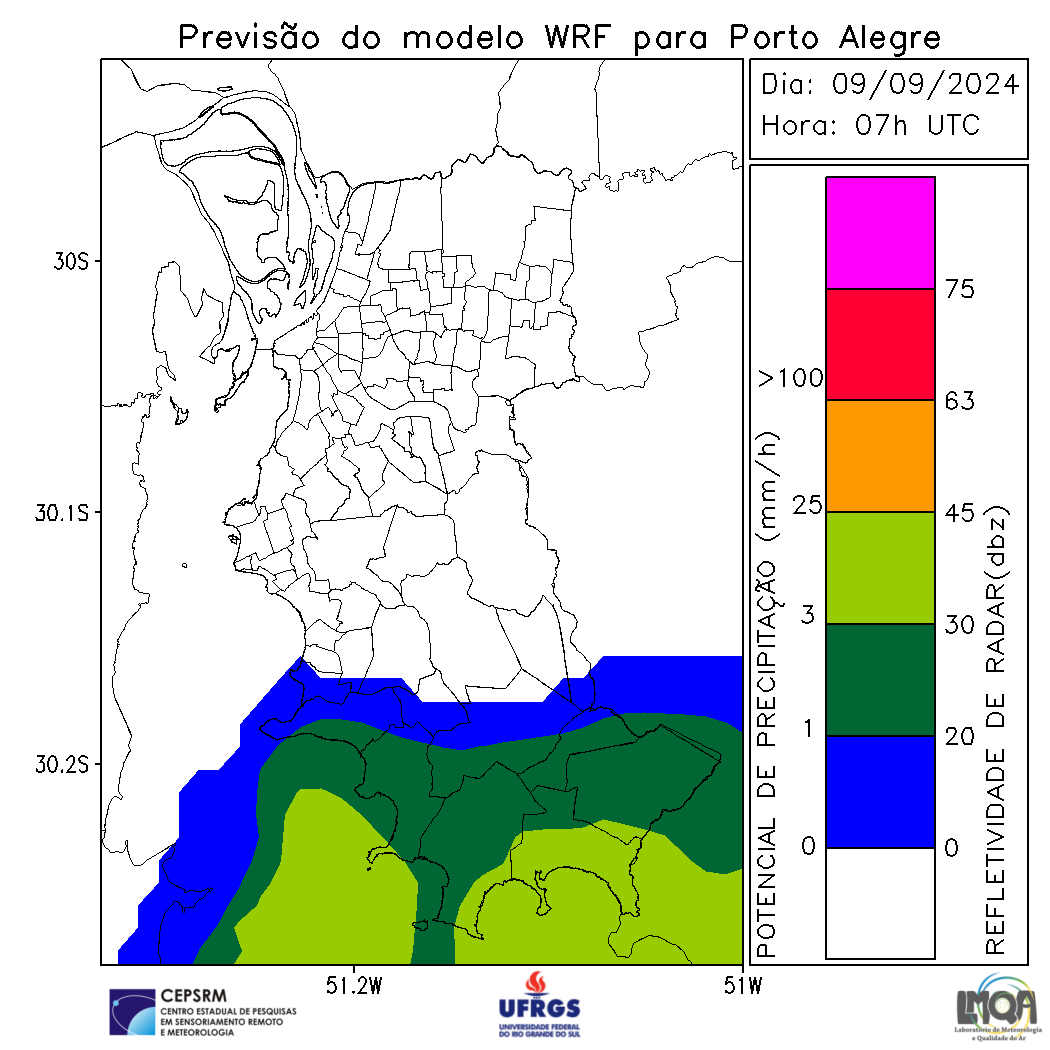 Previsão do modelo WRF para Porto Alegre
Dia: 09/09/2024
Hora: 07h UTC
30S
30.1S
30.2S
51.2W
51W
POTENCIAL DE PRECIPITAÇÃO (mm/h)
>100
25
3
1
0
75
63
45
30
20
0
REFLETIVIDADE DE RADAR(dbz)
CEPSRM
CENTRO ESTADUAL DE PESQUISAS
EM SENSORIAMENTO REMOTO
E METEOROLOGIA
UFRGS
UNIVERSIDADE FEDERAL
DO RIO GRANDE DO SUL
LMQA
Laboratório de Meteorologia
e Qualidade do Ar